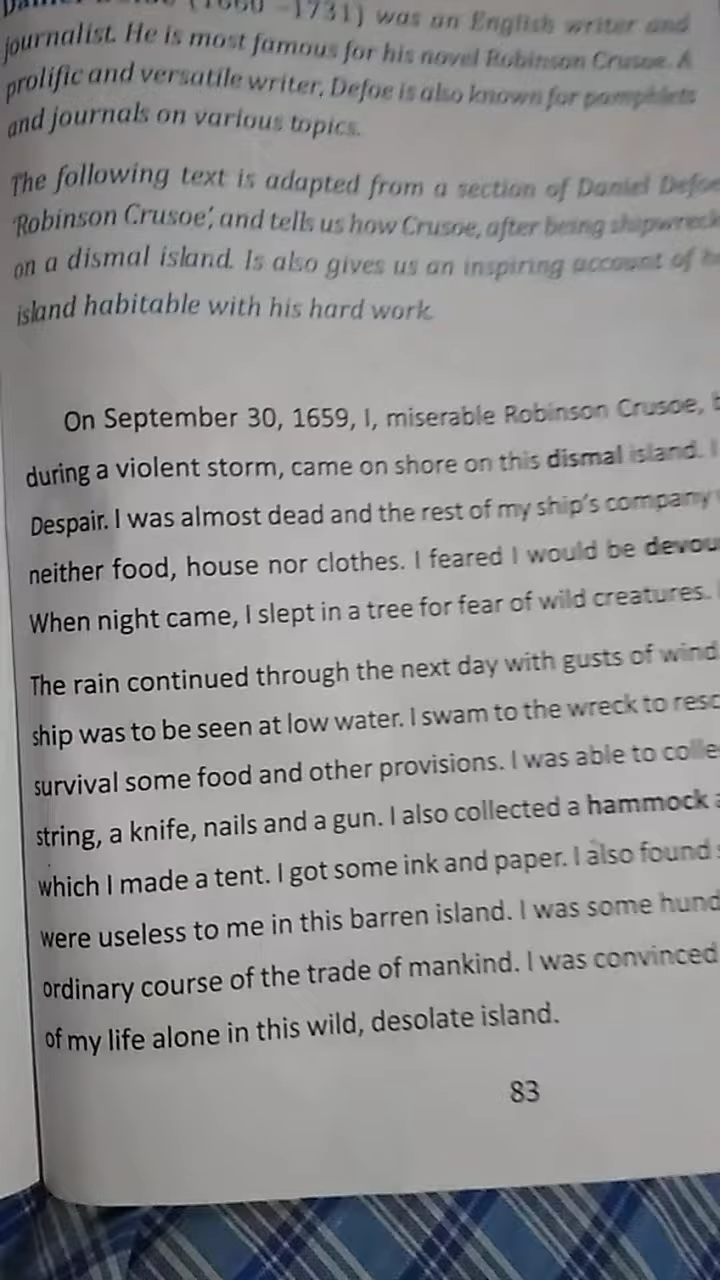 (1660 -1731) was an English writer and
journalist. He is most famous for his novel Robinson Crusoe. A
prolific and versatile writer, Defoe is also known for pamphlets
and journals on various topics.
The following text is adapted from a section of Daniel Defoe
'Robinson Crusoe', and tells us how Crusoe, after being shipwreck
on a dismal island. Is also gives us an inspiring account of
island habitable with his hard work.
On September 30, 1659, I, miserable Robinson Crusoe,
during a violent storm, came on shore on this dismal island. I
Despair. I was almost dead and the rest of my ship's company
neither food, house nor clothes. I feared I would be devou
When night came, I slept in a tree for fear of wild creatures.
The rain continued through the next day with gusts of wind
ship was to be seen at low water. I swam to the wreck to resc
survival some food and other provisions. I was able to colle
string, a knife, nails and a gun. I also collected a hammock a
which I made a tent. I got some ink and paper. I also found
were useless to me in this barren island. I was some hund
ordinary course of the trade of mankind. I was convinced
of my life alone in this wild, desolate island.
83